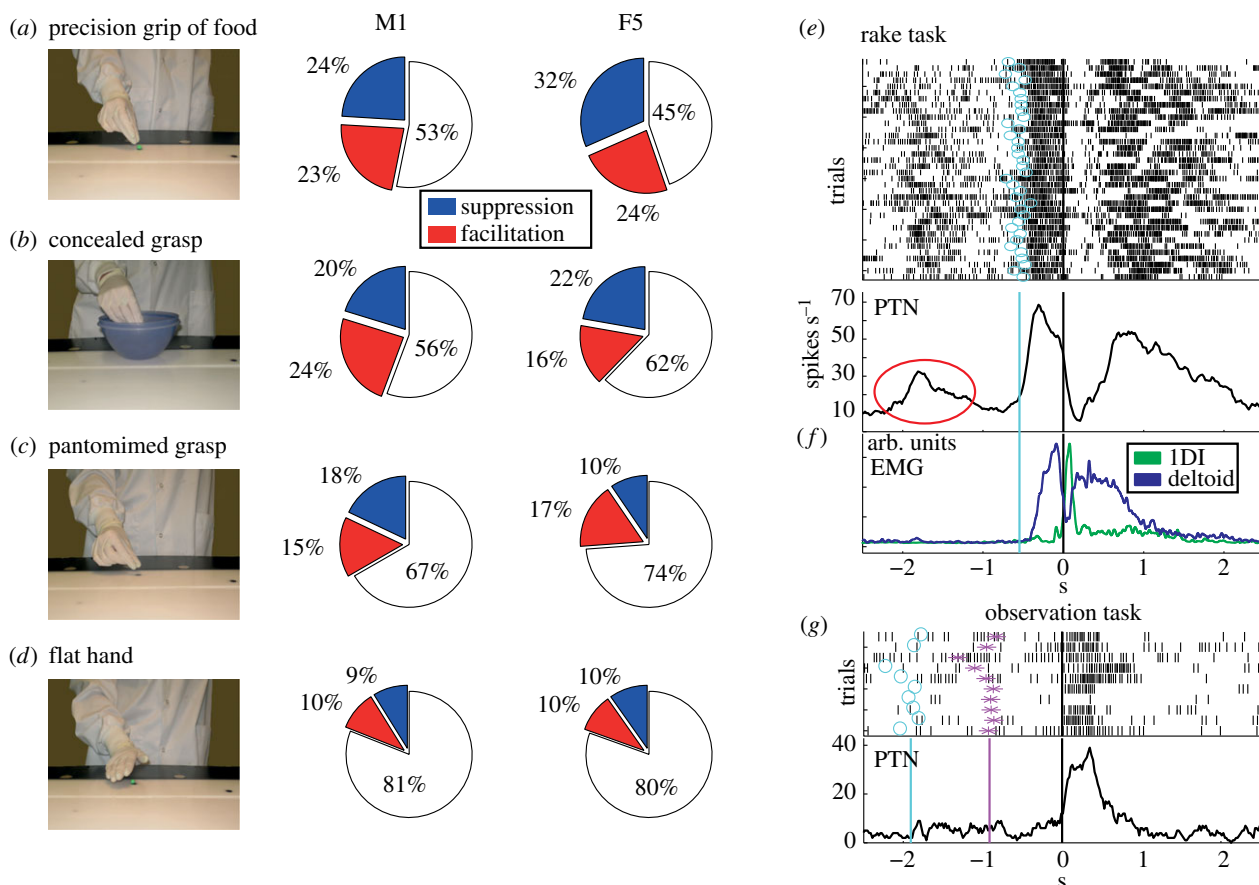 (a) precision grip of food
M1
F5
24%
53%
23%
32%
45%
24%
suppression
facilitation
(b) concealed grasp
20%
56%
24%
22%
62%
16%
(c) pantomimed grasp
18%
67%
15%
10%
74%
17%
(d) flat hand
9%
81%
10%
10%
80%
10%
(e) rake task
trials
70
50
30
10
spikes s⁻¹
PTN
(f)
arb. units
EMG
1DI
deltoid
−2 −1 0 1 2
s
observation task
(g)
trials
40
20
0
PTN
−2 −1 0 1 2
s